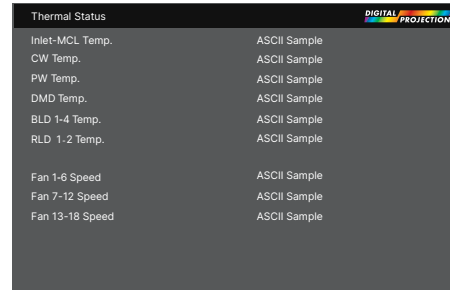 Thermal Status
DIGITAL
PROJECTION
Inlet-MCL Temp. ASCII Sample
CW Temp. ASCII Sample
PW Temp. ASCII Sample
DMD Temp. ASCII Sample
BLD 1-4 Temp. ASCII Sample
RLD 1-2 Temp. ASCII Sample
Fan 1-6 Speed ASCII Sample
Fan 7-12 Speed ASCII Sample
Fan 13-18 Speed ASCII Sample